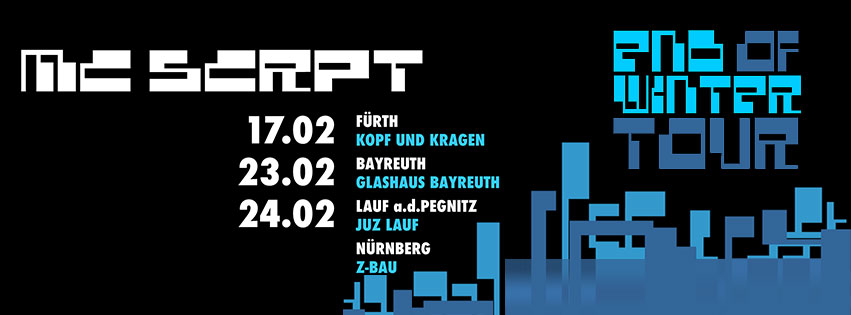 MC SCRPT
END OF
WINTER
TOUR
17.02 FÜRTH
KOPF UND KRAGEN
23.02 BAYREUTH
GLASHAUS BAYREUTH
24.02 LAUF a.d.PEGNITZ
JUZ LAUF
NÜRNBERG
Z-BAU